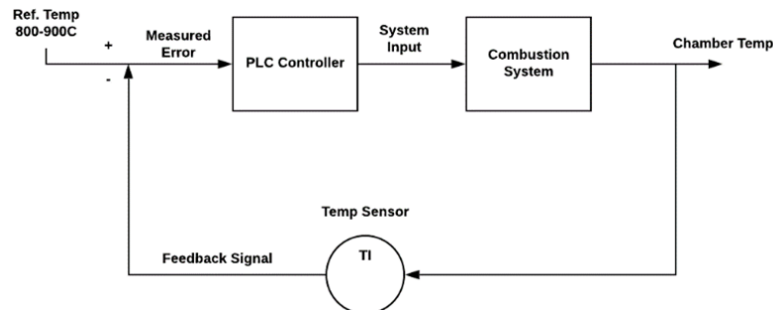 Ref. Temp
800-900C
+
-
Measured
Error
PLC Controller
System
Input
Combustion
System
Chamber Temp
Temp Sensor
TI
Feedback Signal